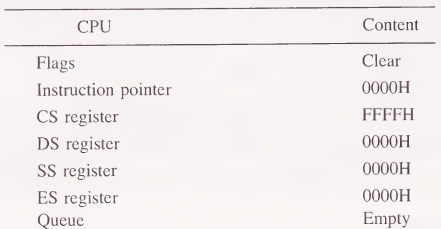 CPU Content
Flags Clear
Instruction pointer 0000H
CS register FFFFH
DS register 0000H
SS register 0000H
ES register 0000H
Queue Empty